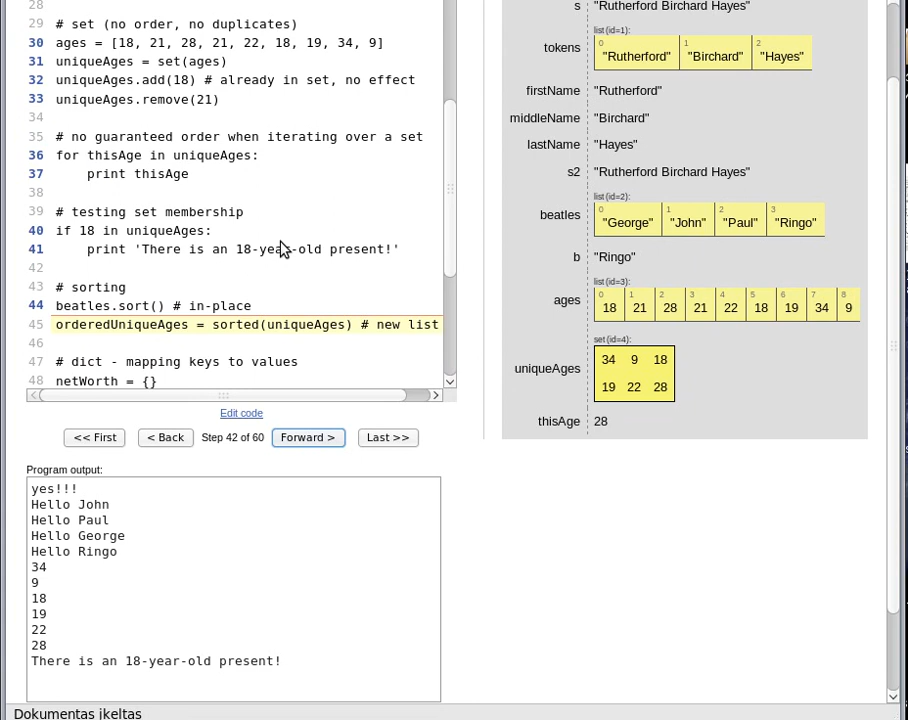 28
29 # set (no order, no duplicates)
30 ages = [18, 21, 28, 21, 22, 18, 19, 34, 9]
31 uniqueAges = set(ages)
32 uniqueAges.add(18) # already in set, no effect
33 uniqueAges.remove(21)
34
35 # no guaranteed order when iterating over a set
36 for thisAge in uniqueAges:
37     print thisAge
38
39 # testing set membership
40 if 18 in uniqueAges:
41     print 'There is an 18-year-old present!'
42
43 # sorting
44 beatles.sort() # in-place
45 orderedUniqueAges = sorted(uniqueAges) # new list
46
47 # dict - mapping keys to values
48 netWorth = {}
Edit code
<< First
< Back
Step 42 of 60
Forward >
Last >>
Program output:
yes!!!
Hello John
Hello Paul
Hello George
Hello Ringo
34
9
18
19
22
28
There is an 18-year-old present!
s "Rutherford Birchard Hayes"
list (id=1):
0 1 2
tokens "Rutherford" "Birchard" "Hayes"
firstName "Rutherford"
middleName "Birchard"
lastName "Hayes"
s2 "Rutherford Birchard Hayes"
list (id=2):
0 1 2 3
beatles "George" "John" "Paul" "Ringo"
b "Ringo"
list (id=3):
0 1 2 3 4 5 6 7 8
ages 18 21 28 21 22 18 19 34 9
set (id=4):
34 9 18
uniqueAges
19 22 28
thisAge 28
Dokumentas įkeltas